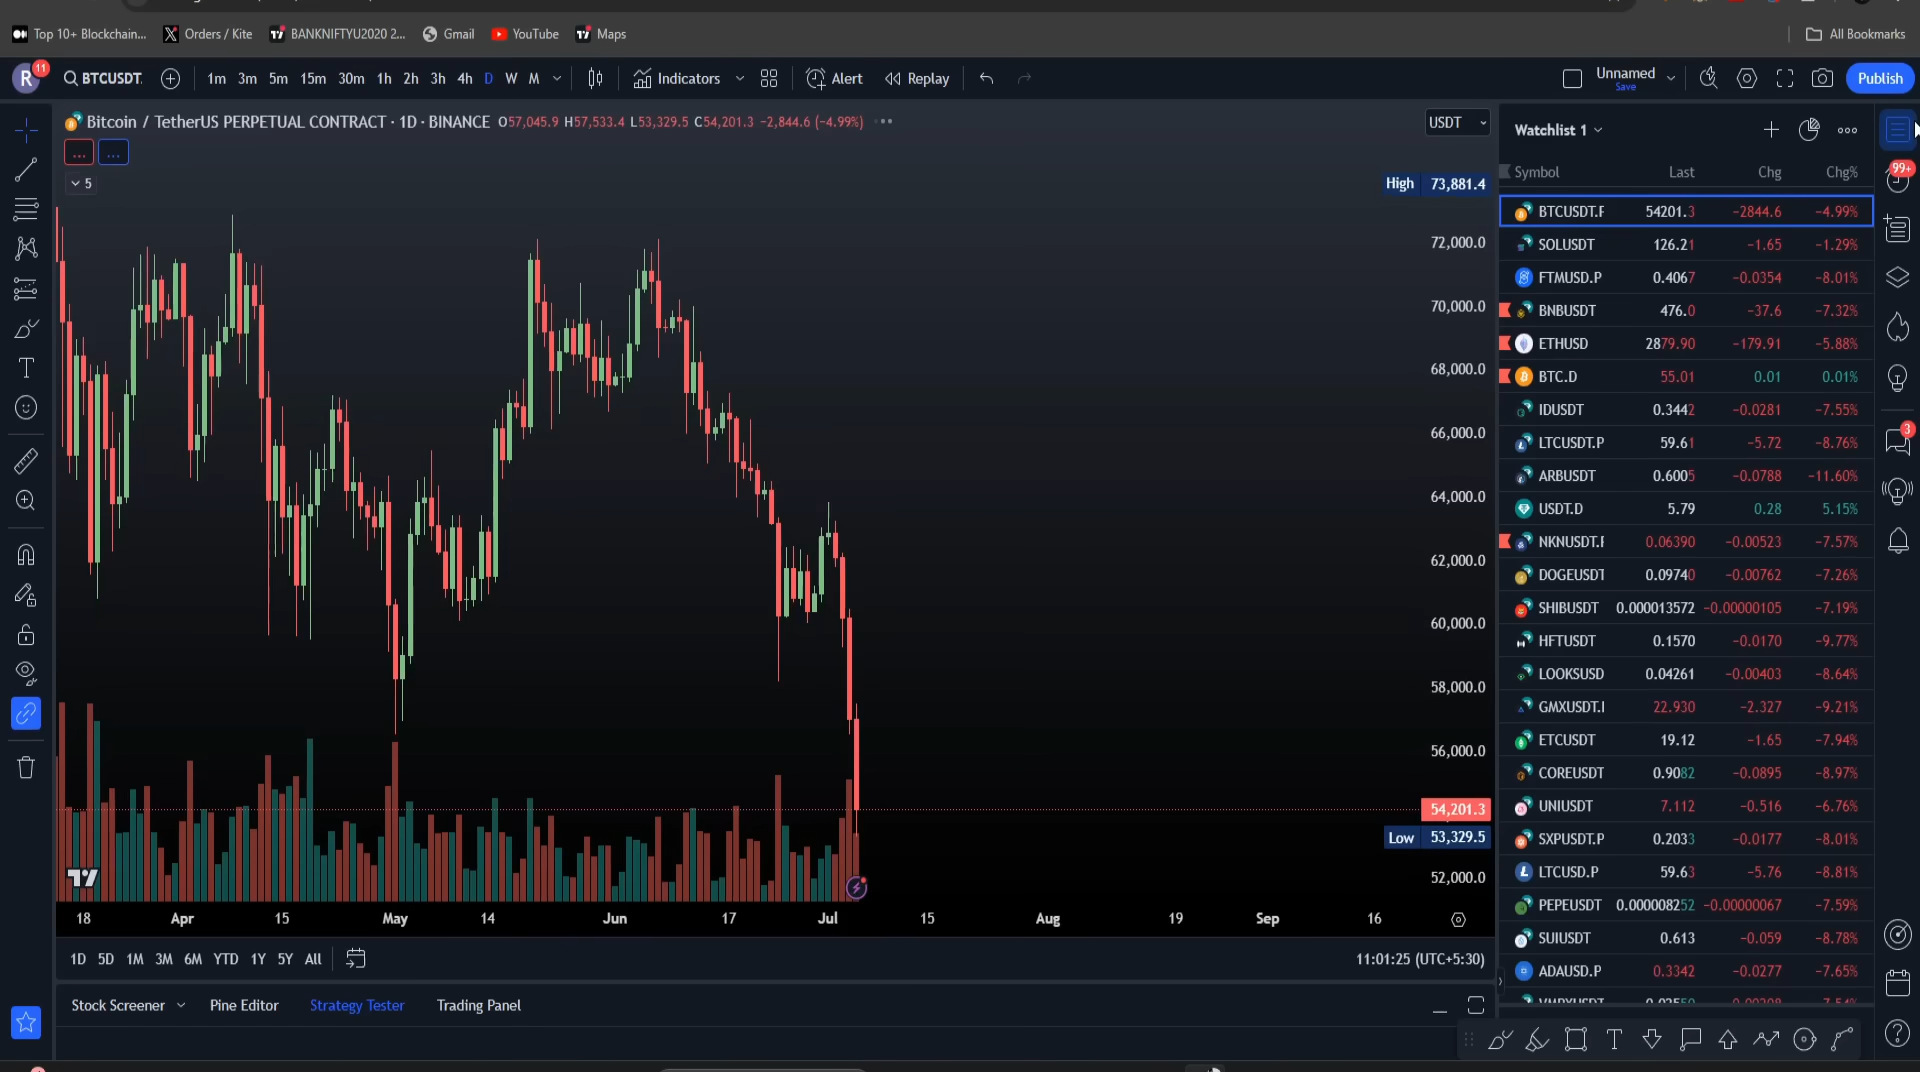 Top 10+ Blockchain... Orders / Kite BANKNIFTYU2020 2... Gmail YouTube Maps All Bookmarks
R 11 BTCUSDT. 1m 3m 5m 15m 30m 1h 2h 3h 4h D W M Indicators Alert Replay Unnamed Save Publish
Bitcoin / TetherUS PERPETUAL CONTRACT · 1D · BINANCE O57,045.9 H57,533.4 L53,329.5 C54,201.3 −2,844.6 (−4.99%)
USDT
5
High 73,881.4
72,000.0
70,000.0
68,000.0
66,000.0
64,000.0
62,000.0
60,000.0
58,000.0
56,000.0
54,201.3
Low 53,329.5
52,000.0
18 Apr 15 May 14 Jun 17 Jul 15 Aug 19 Sep 16
1D 5D 1M 3M 6M YTD 1Y 5Y All 11:01:25 (UTC+5:30)
Stock Screener Pine Editor Strategy Tester Trading Panel
Watchlist 1
Symbol Last Chg Chg%
BTCUSDT.F 54201.3 −2844.6 −4.99%
SOLUSDT 126.21 −1.65 −1.29%
FTMUSD.P 0.4067 −0.0354 −8.01%
BNBUSDT 476.0 −37.6 −7.32%
ETHUSD 2879.90 −179.91 −5.88%
BTC.D 55.01 0.01 0.01%
IDUSDT 0.3442 −0.0281 −7.55%
LTCUSDT.P 59.61 −5.72 −8.76%
ARBUSDT 0.6005 −0.0788 −11.60%
USDT.D 5.79 0.28 5.15%
NKNUSDT.F 0.06390 −0.00523 −7.57%
DOGEUSDT 0.09740 −0.00762 −7.26%
SHIBUSDT 0.000013572 −0.00000105 −7.19%
HFTUSDT 0.1570 −0.0170 −9.77%
LOOKSUSD 0.04261 −0.00403 −8.64%
GMXUSDT.I 22.930 −2.327 −9.21%
ETCUSDT 19.12 −1.65 −7.94%
COREUSDT 0.9082 −0.0895 −8.97%
UNIUSDT 7.112 −0.516 −6.76%
SXPUSDT.P 0.2033 −0.0177 −8.01%
LTCUSD.P 59.63 −5.76 −8.81%
PEPEUSDT 0.000008252 −0.00000067 −7.59%
SUIUSDT 0.613 −0.059 −8.78%
ADAUSD.P 0.3342 −0.0277 −7.65%
99+
3